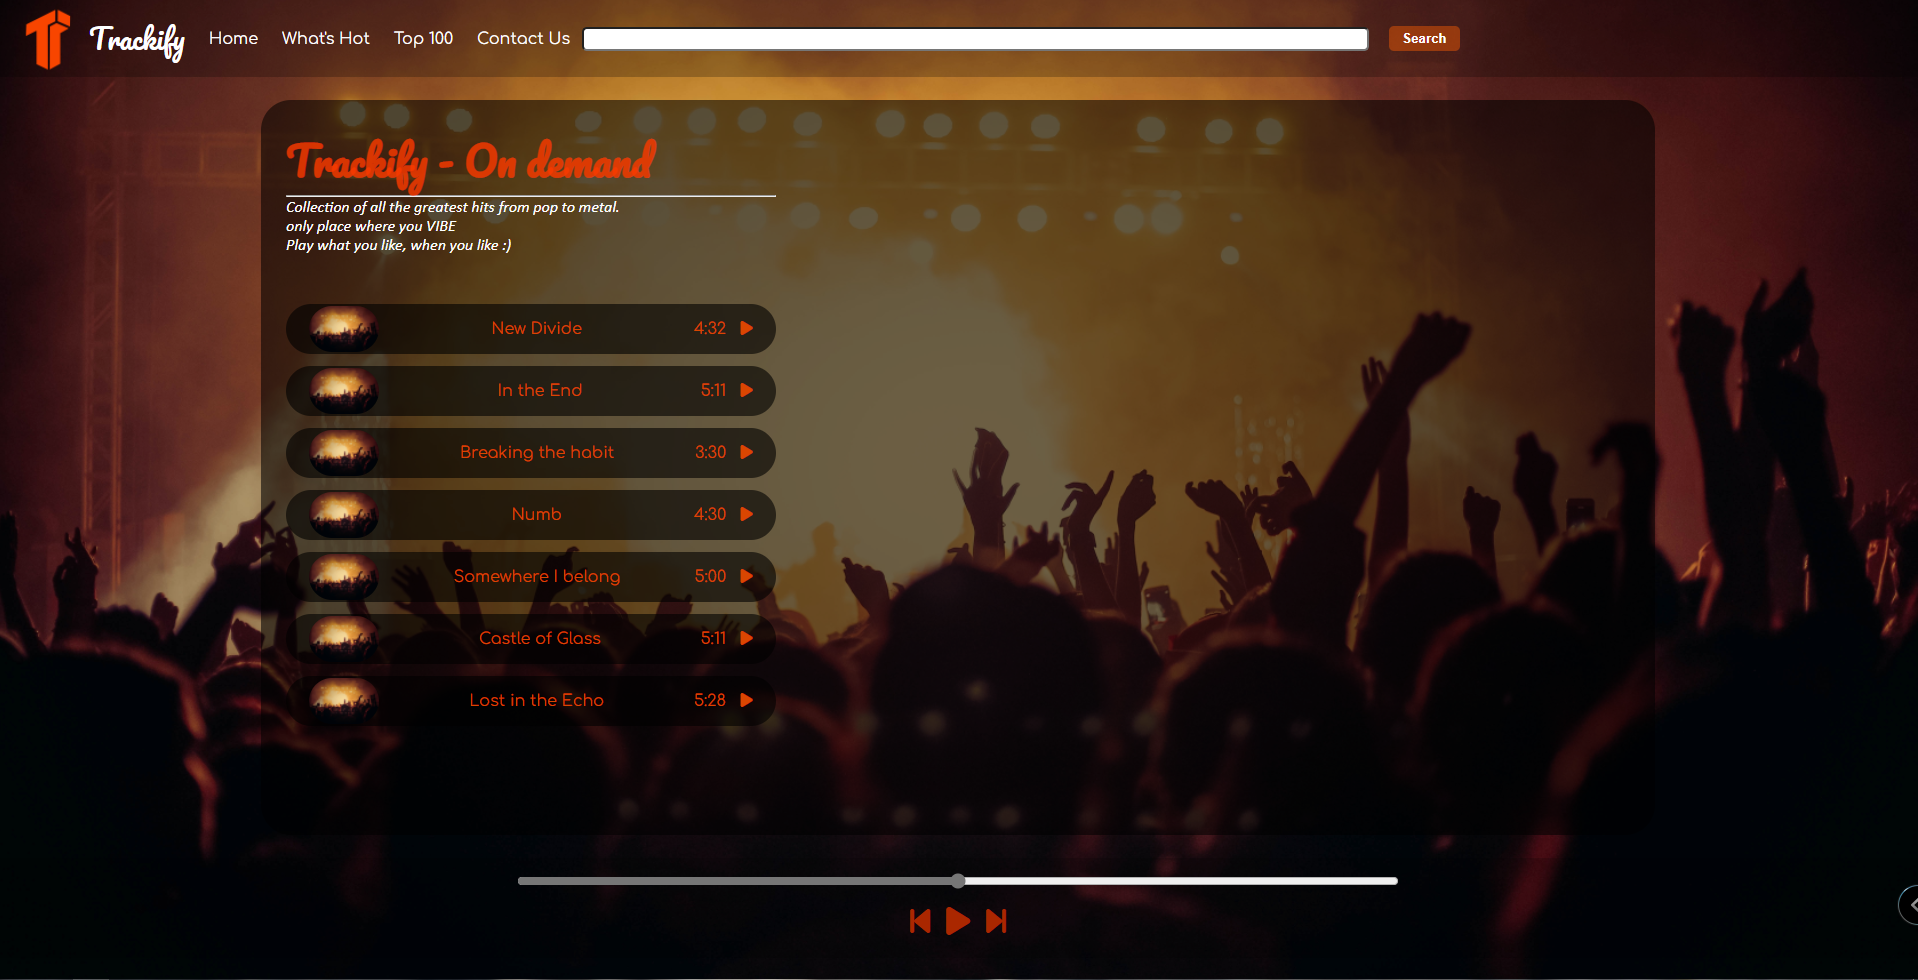 Trackify Home What's Hot Top 100 Contact Us Search
Trackify - On demand
Collection of all the greatest hits from pop to metal.
only place where you VIBE
Play what you like, when you like :)
New Divide 4:32
In the End 5:11
Breaking the habit 3:30
Numb 4:30
Somewhere I belong 5:00
Castle of Glass 5:11
Lost in the Echo 5:28